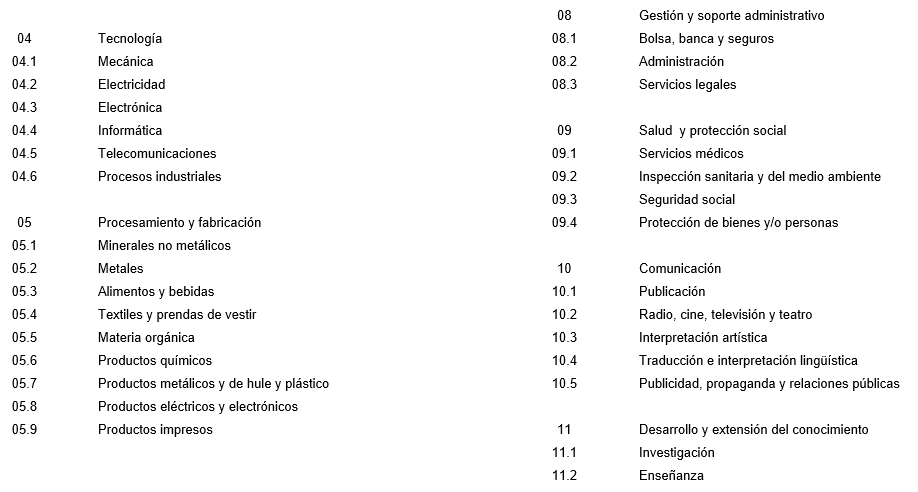 04 Tecnología
04.1 Mecánica
04.2 Electricidad
04.3 Electrónica
04.4 Informática
04.5 Telecomunicaciones
04.6 Procesos industriales
05 Procesamiento y fabricación
05.1 Minerales no metálicos
05.2 Metales
05.3 Alimentos y bebidas
05.4 Textiles y prendas de vestir
05.5 Materia orgánica
05.6 Productos químicos
05.7 Productos metálicos y de hule y plástico
05.8 Productos eléctricos y electrónicos
05.9 Productos impresos
08 Gestión y soporte administrativo
08.1 Bolsa, banca y seguros
08.2 Administración
08.3 Servicios legales
09 Salud y protección social
09.1 Servicios médicos
09.2 Inspección sanitaria y del medio ambiente
09.3 Seguridad social
09.4 Protección de bienes y/o personas
10 Comunicación
10.1 Publicación
10.2 Radio, cine, televisión y teatro
10.3 Interpretación artística
10.4 Traducción e interpretación lingüística
10.5 Publicidad, propaganda y relaciones públicas
11 Desarrollo y extensión del conocimiento
11.1 Investigación
11.2 Enseñanza